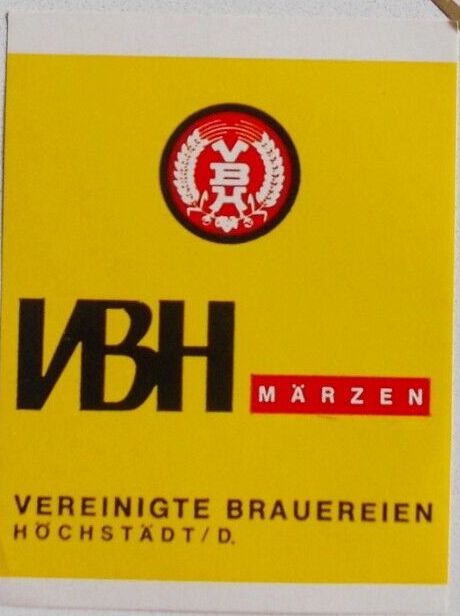 V
B
H
VBH
MÄRZEN
VEREINIGTE BRAUEREIEN
HÖCHSTÄDT/D.